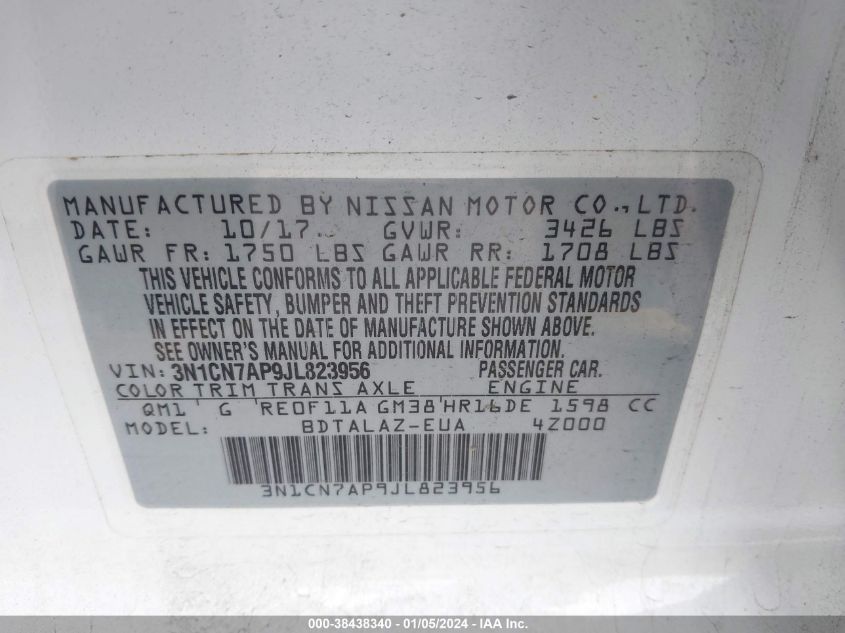 MANUFACTURED BY NISSAN MOTOR CO., LTD.
DATE: 10/17 GVWR: 3426 LBS
GAWR FR: 1750 LBS GAWR RR: 1708 LBS
THIS VEHICLE CONFORMS TO ALL APPLICABLE FEDERAL MOTOR
VEHICLE SAFETY, BUMPER AND THEFT PREVENTION STANDARDS
IN EFFECT ON THE DATE OF MANUFACTURE SHOWN ABOVE.
SEE OWNER'S MANUAL FOR ADDITIONAL INFORMATION.
VIN: 3N1CN7AP9JL823956 PASSENGER CAR.
COLOR TRIM TRANS AXLE ENGINE
QM1 G RE0F11A GM38 HR16DE 1598 CC
MODEL: BDTALAZ-EUA 4Z000
3N1CN7AP9JL823956
000-38438340 - 01/05/2024 - IAA Inc.